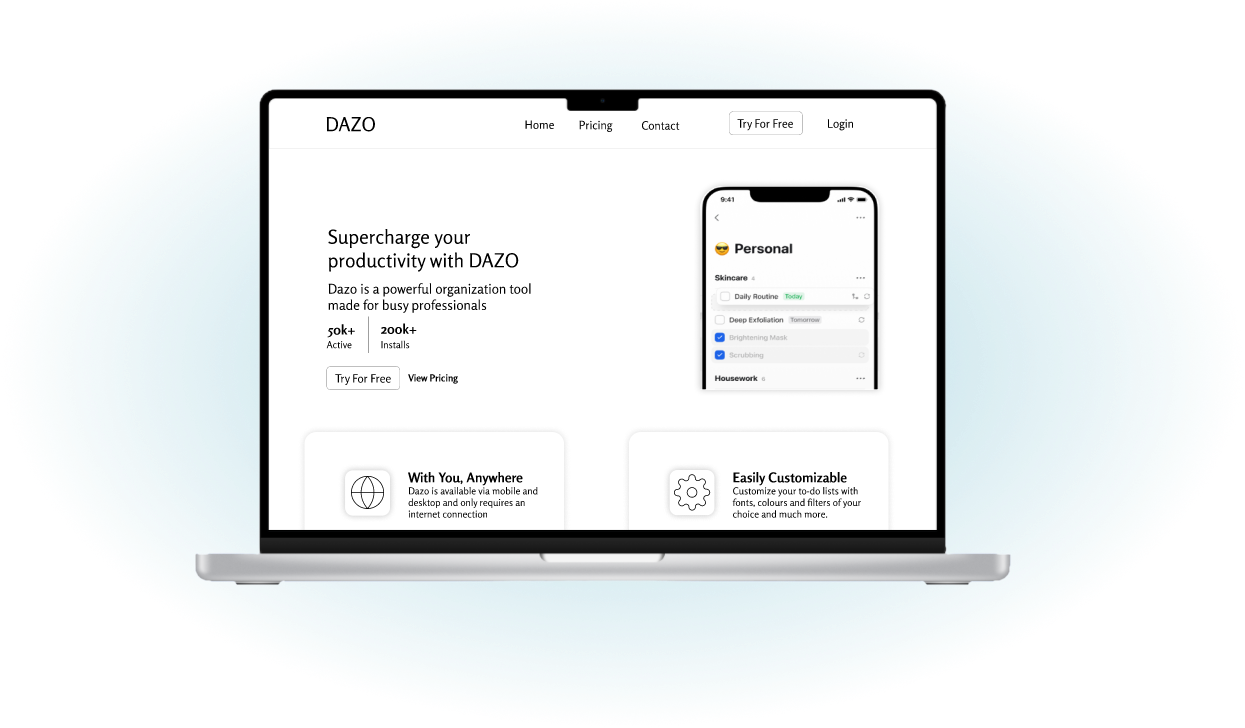 DAZO
Home
Pricing
Contact
Try For Free
Login
Supercharge your
productivity with DAZO
Dazo is a powerful organization tool
made for busy professionals
50k+
Active
200k+
Installs
Try For Free
View Pricing
9:41
😎 Personal
Skincare 4
Daily Routine Today
Deep Exfoliation Tomorrow
Brightening Mask
Scrubbing
Housework 6
With You, Anywhere
Dazo is available via mobile and
desktop and only requires an
internet connection
Easily Customizable
Customize your to-do lists with
fonts, colours and filters of your
choice and much more.